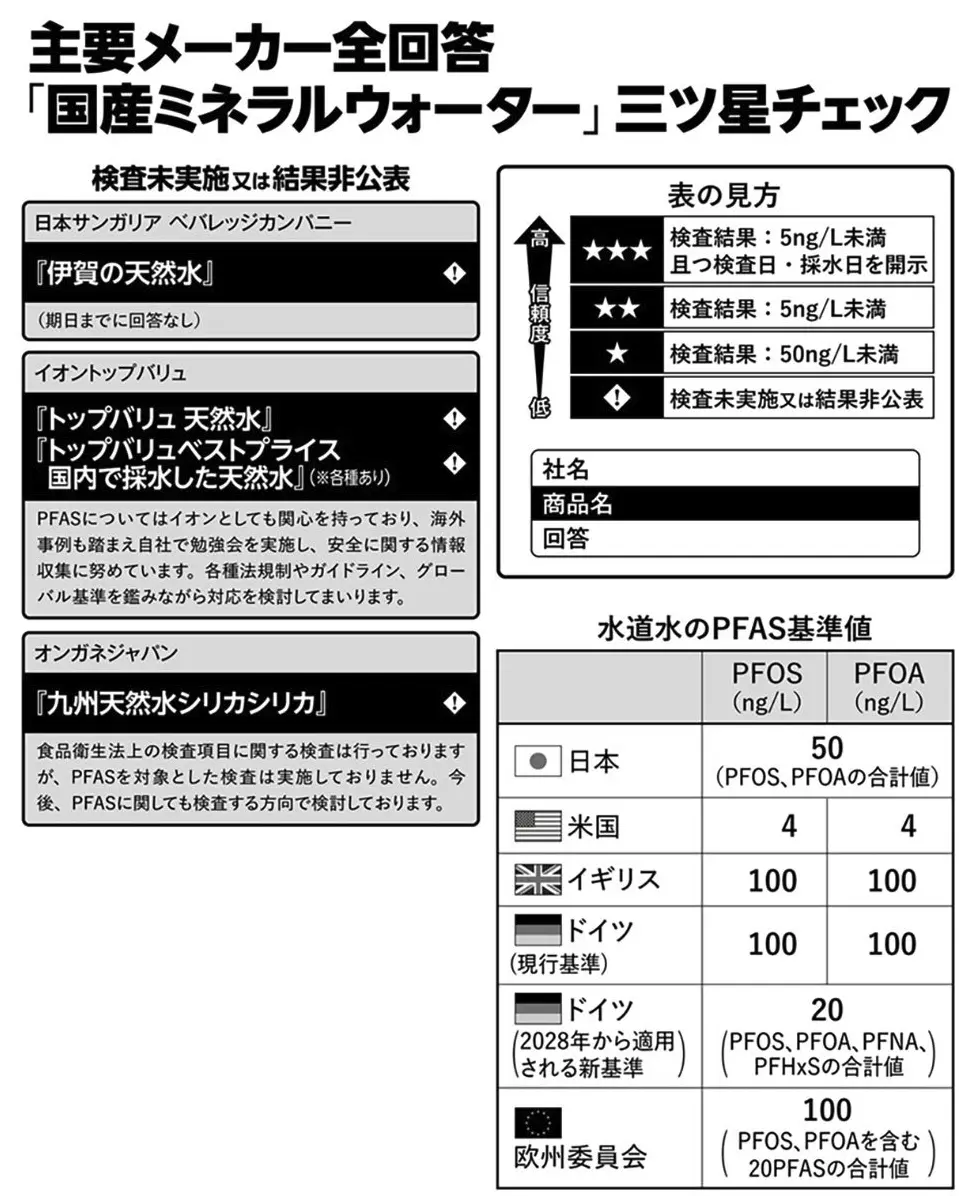 主要メーカー全回答
「国産ミネラルウォーター」三ツ星チェック
検査未実施又は結果非公表
日本サンガリア ベバレッジカンパニー
『伊賀の天然水』
!
(期日までに回答なし)
イオントップバリュ
『トップバリュ 天然水』
!
『トップバリュベストプライス
国内で採水した天然水』(※各種あり)
!
PFASについてはイオンとしても関心を持っており、海外
事例も踏まえ自社で勉強会を実施し、安全に関する情報
収集に努めています。各種法規制やガイドライン、グロー
バル基準を鑑みながら対応を検討してまいります。
オンガネジャパン
『九州天然水シリカシリカ』
!
食品衛生法上の検査項目に関する検査は行っております
が、PFASを対象とした検査は実施しておりません。今
後、PFASに関しても検査する方向で検討しております。
表の見方
高
信頼度
低
★★★ 検査結果:5ng/L未満
且つ検査日・採水日を開示
★★ 検査結果:5ng/L未満
★ 検査結果:50ng/L未満
! 検査未実施又は結果非公表
社名
商品名
回答
水道水のPFAS基準値
PFOS PFOA
(ng/L) (ng/L)
日本 50
(PFOS、PFOAの合計値)
米国 4 4
イギリス 100 100
ドイツ
(現行基準) 100 100
ドイツ
(2028年から適用
される新基準) 20
(PFOS、PFOA、PFNA、
PFHxSの合計値)
欧州委員会 100
(PFOS、PFOAを含む
20PFASの合計値)